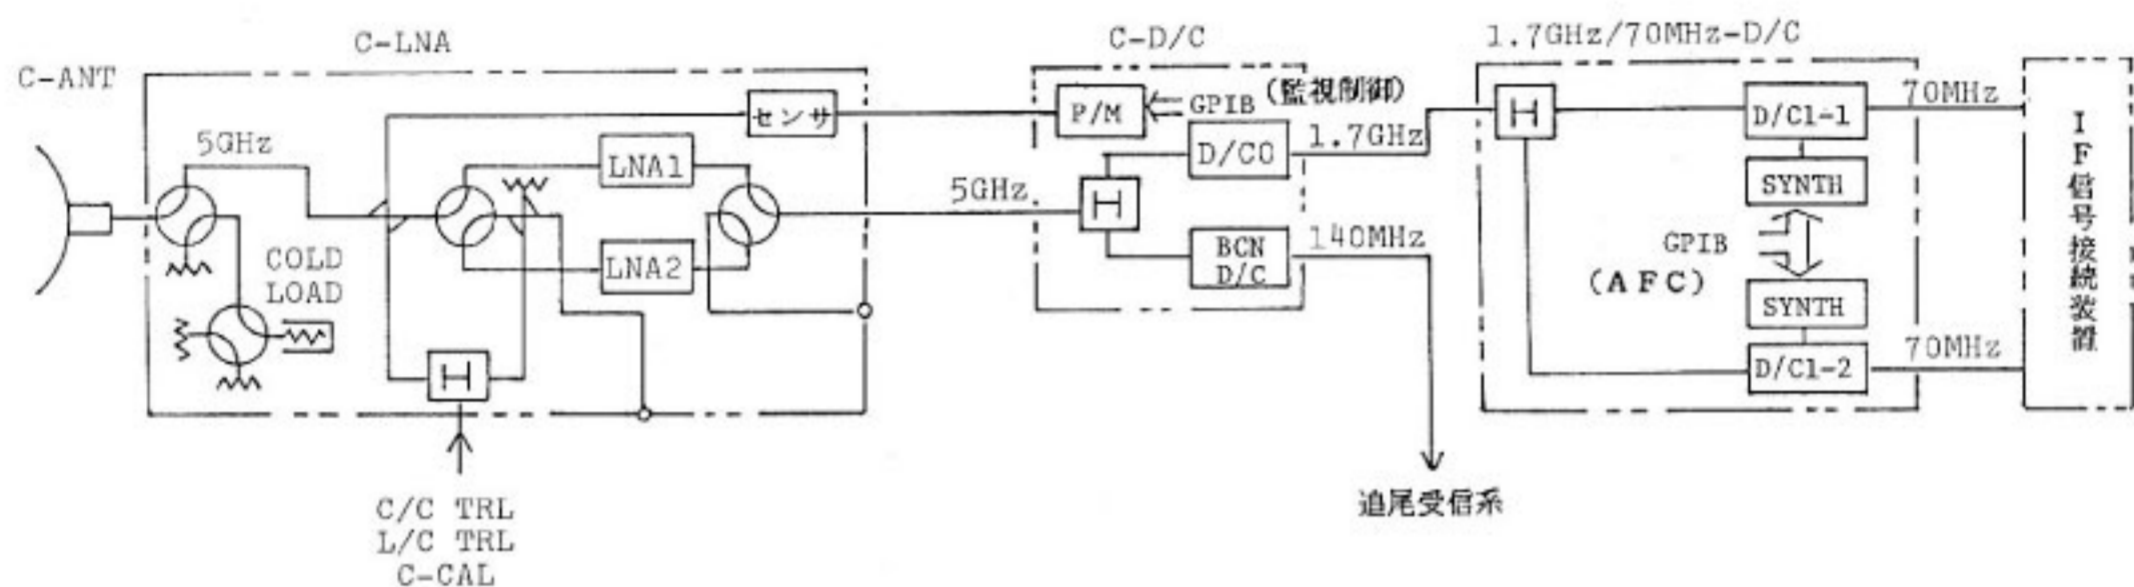 C-ANT
C-LNA
5GHz
COLD
LOAD
センサ
LNA1
LNA2
C/C TRL
L/C TRL
C-CAL
5GHz
C-D/C
P/M
GPIB
(監視制御)
H
D/C0
1.7GHz
BCN
D/C
140MHz
追尾受信系
1.7GHz/70MHz-D/C
H
D/C1-1
70MHz
SYNTH
GPIB
(AFC)
SYNTH
D/C1-2
70MHz
H
IF信号接続装置